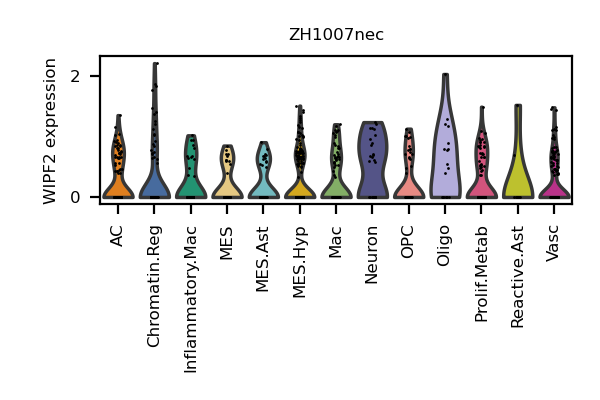 ZH1007nec
WIPF2 expression
2
0
AC
Chromatin.Reg
Inflammatory.Mac
MES
MES.Ast
MES.Hyp
Mac
Neuron
OPC
Oligo
Prolif.Metab
Reactive.Ast
Vasc